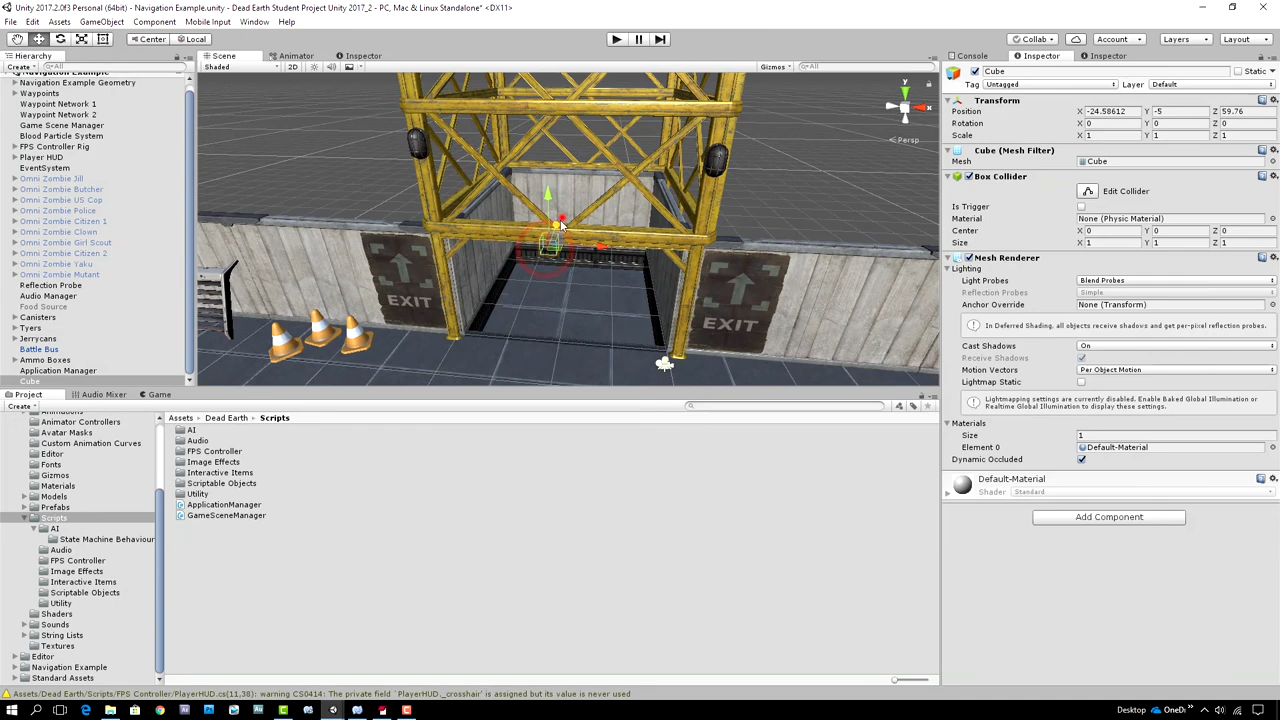 Unity 2017.2.0f3 Personal (64bit) - Navigation Example.unity - Dead Earth Student Project Unity 2017_2 - PC, Mac & Linux Standalone* <DX11>
File Edit Assets GameObject Component Mobile Input Window Help
Center Local Collab Account Layers Layout
Hierarchy
Create All
Navigation Example
Navigation Example Geometry
Waypoints
Waypoint Network 1
Waypoint Network 2
Game Scene Manager
Blood Particle System
FPS Controller Rig
Player HUD
EventSystem
Omni Zombie Jill
Omni Zombie Butcher
Omni Zombie US Cop
Omni Zombie Police
Omni Zombie Citizen 1
Omni Zombie Clown
Omni Zombie Girl Scout
Omni Zombie Citizen 2
Omni Zombie Yaku
Omni Zombie Mutant
Reflection Probe
Audio Manager
Food Source
Canisters
Tyers
Jerrycans
Battle Bus
Ammo Boxes
Application Manager
Cube
Scene Animator Inspector
Shaded 2D Gizmos All
y
x
Persp
EXIT
EXIT
Console Inspector Inspector
Cube Static
Tag Untagged Layer Default
Transform
Position X -24.58612 Y -5 Z 59.76
Rotation X 0 Y 0 Z 0
Scale X 1 Y 1 Z 1
Cube (Mesh Filter)
Mesh Cube
Box Collider
Edit Collider
Is Trigger
Material None (Physic Material)
Center X 0 Y 0 Z 0
Size X 1 Y 1 Z 1
Mesh Renderer
Lighting
Light Probes Blend Probes
Reflection Probes Simple
Anchor Override None (Transform)
In Deferred Shading, all objects receive shadows and get per-pixel reflection probes.
Cast Shadows On
Receive Shadows
Motion Vectors Per Object Motion
Lightmap Static
Lightmapping settings are currently disabled. Enable Baked Global Illumination or
Realtime Global Illumination to display these settings.
Materials
Size 1
Element 0 Default-Material
Dynamic Occluded
Default-Material
Shader Standard
Add Component
Project Audio Mixer Game
Create
Animations
Animator Controllers
Avatar Masks
Custom Animation Curves
Editor
Fonts
Gizmos
Materials
Models
Prefabs
Scripts
AI
State Machine Behaviour
Audio
FPS Controller
Image Effects
Interactive Items
Scriptable Objects
Utility
Shaders
Sounds
String Lists
Textures
Editor
Navigation Example
Standard Assets
Assets Dead Earth Scripts
AI
Audio
FPS Controller
Image Effects
Interactive Items
Scriptable Objects
Utility
ApplicationManager
GameSceneManager
Assets/Dead Earth/Scripts/FPS Controller/PlayerHUD.cs(11,38): warning CS0414: The private field `PlayerHUD._crosshair' is assigned but its value is never used
Desktop OneDr